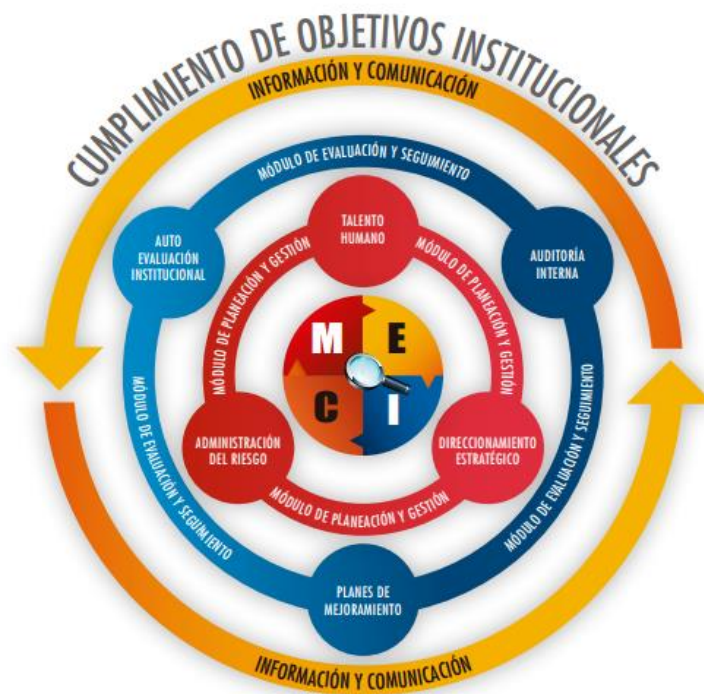 CUMPLIMIENTO DE OBJETIVOS INSTITUCIONALES
INFORMACIÓN Y COMUNICACIÓN
MÓDULO DE EVALUACIÓN Y SEGUIMIENTO
AUTO
EVALUACIÓN
INSTITUCIONAL
TALENTO
HUMANO
AUDITORÍA
INTERNA
MÓDULO DE PLANEACIÓN Y GESTIÓN
MÓDULO DE PLANEACIÓN Y GESTIÓN
M E
C I
MÓDULO DE EVALUACIÓN Y SEGUIMIENTO
MÓDULO DE EVALUACIÓN Y SEGUIMIENTO
ADMINISTRACIÓN
DEL RIESGO
DIRECCIONAMIENTO
ESTRATÉGICO
MÓDULO DE PLANEACIÓN Y GESTIÓN
PLANES DE
MEJORAMIENTO
INFORMACIÓN Y COMUNICACIÓN